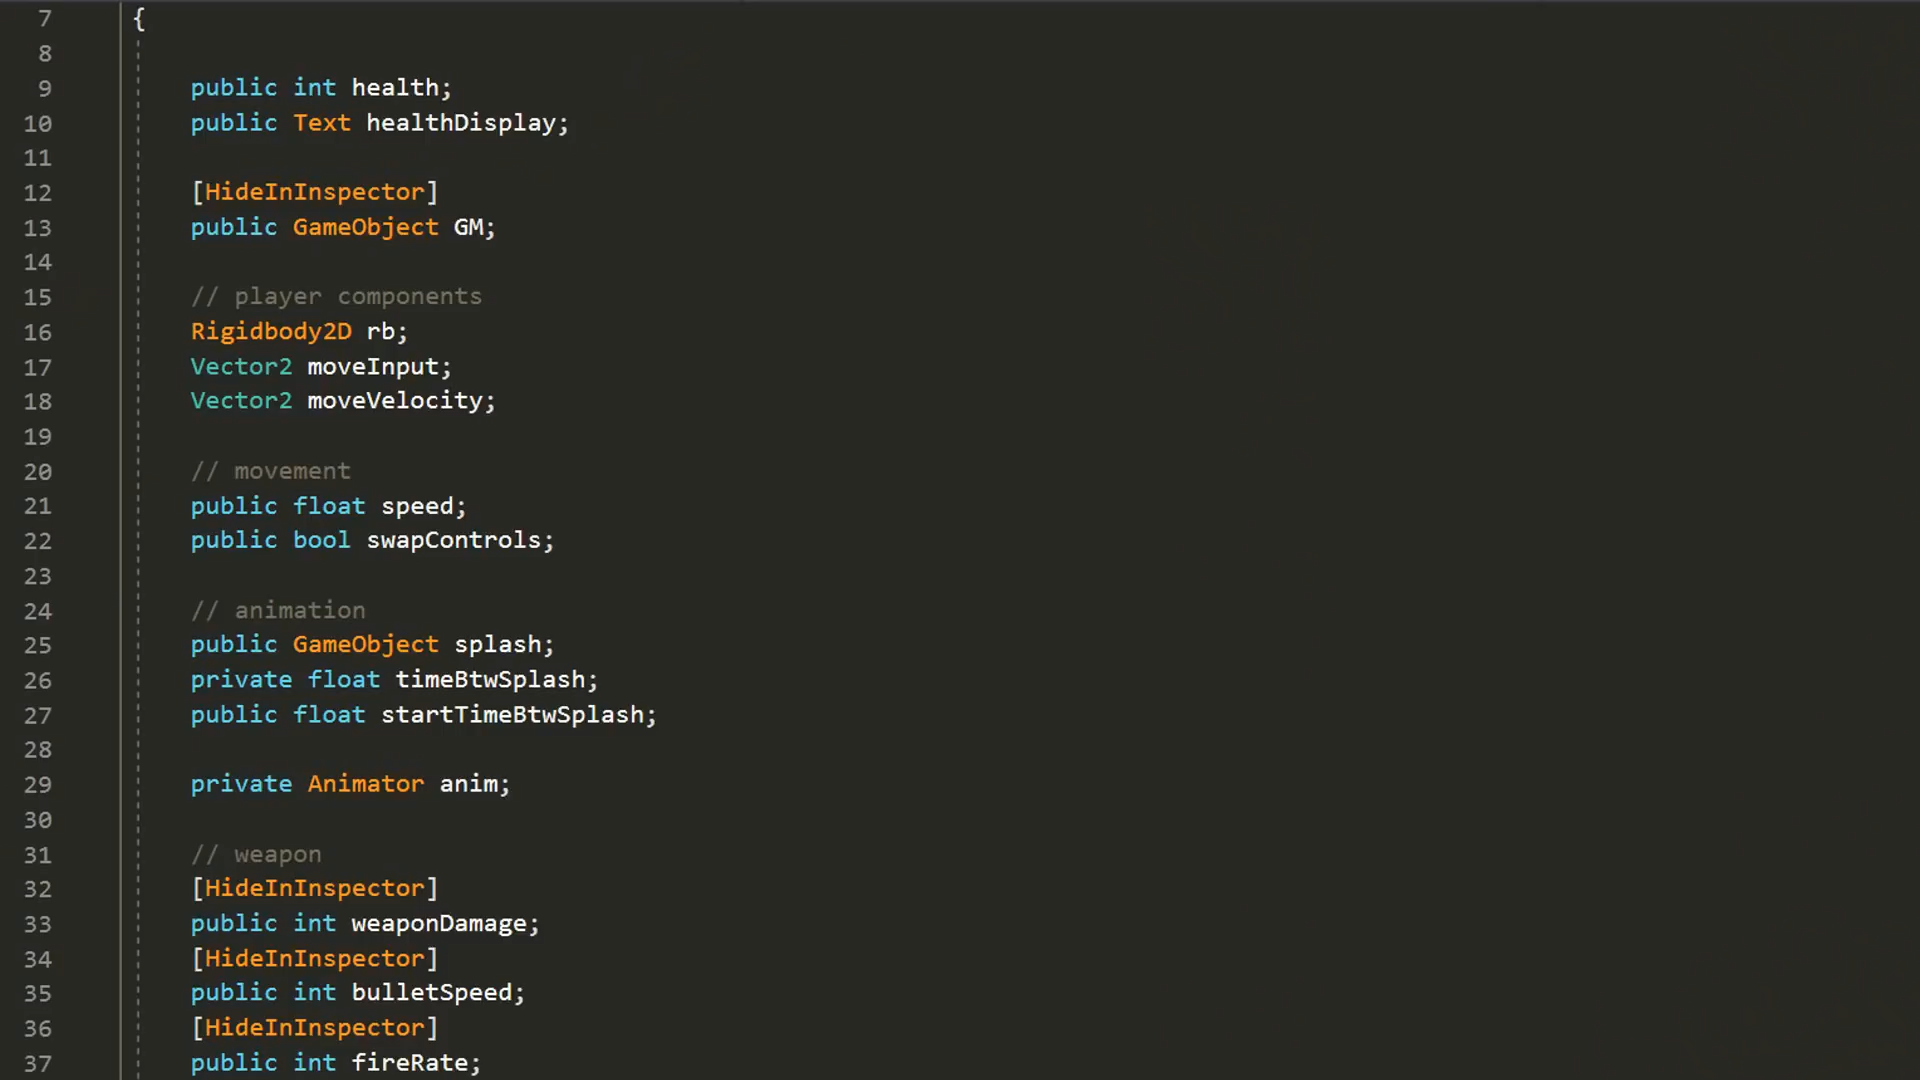 7 {
8
9 public int health;
10 public Text healthDisplay;
11
12 [HideInInspector]
13 public GameObject GM;
14
15 // player components
16 Rigidbody2D rb;
17 Vector2 moveInput;
18 Vector2 moveVelocity;
19
20 // movement
21 public float speed;
22 public bool swapControls;
23
24 // animation
25 public GameObject splash;
26 private float timeBtwSplash;
27 public float startTimeBtwSplash;
28
29 private Animator anim;
30
31 // weapon
32 [HideInInspector]
33 public int weaponDamage;
34 [HideInInspector]
35 public int bulletSpeed;
36 [HideInInspector]
37 public int fireRate;